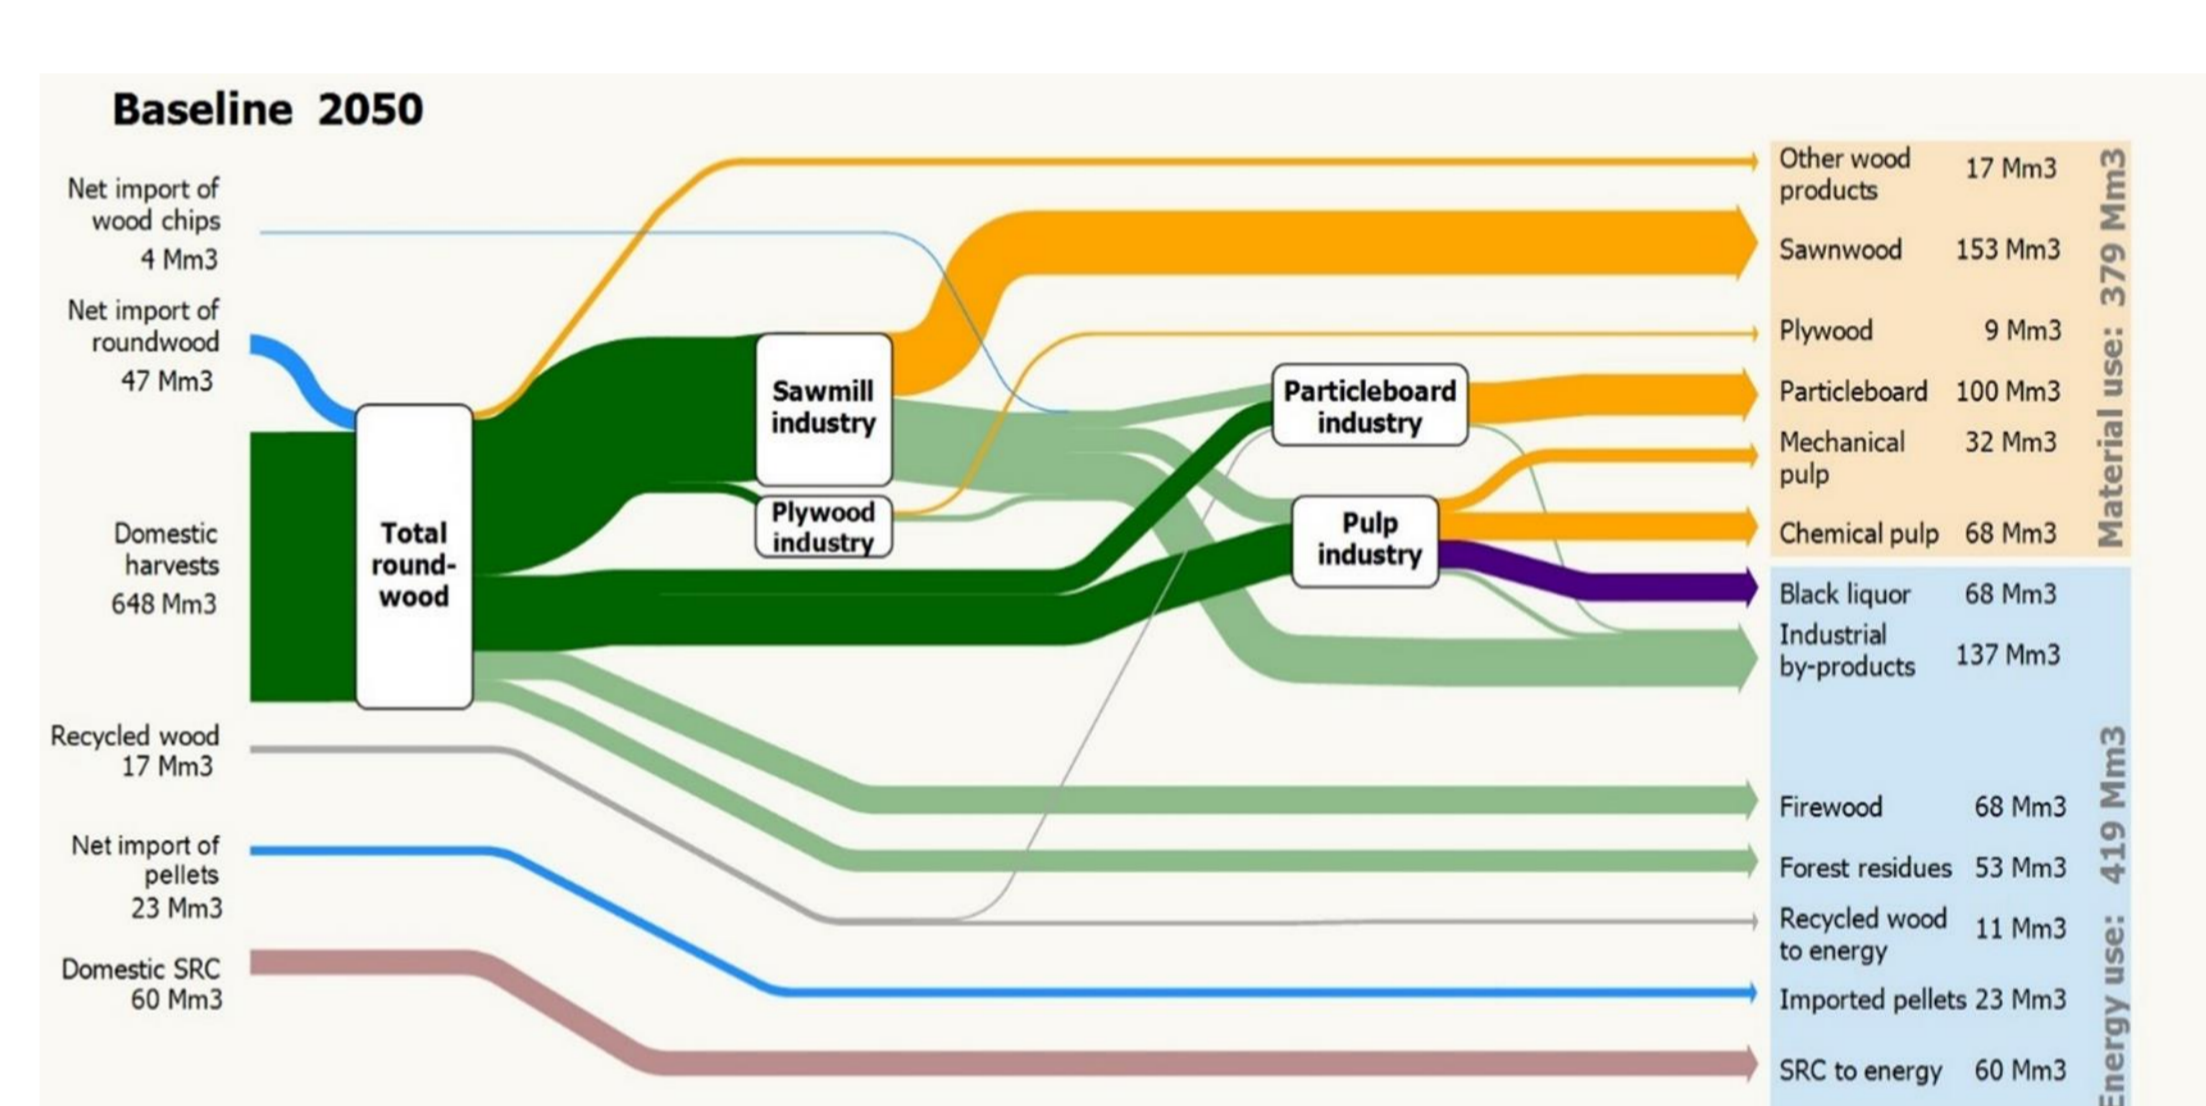 Baseline 2050
Net import of
wood chips
4 Mm3
Net import of
roundwood
47 Mm3
Domestic
harvests
648 Mm3
Recycled wood
17 Mm3
Net import of
pellets
23 Mm3
Domestic SRC
60 Mm3
Total
round-
wood
Sawmill
industry
Plywood
industry
Particleboard
industry
Pulp
industry
Other wood
products
17 Mm3
Sawnwood 153 Mm3
Plywood 9 Mm3
Particleboard 100 Mm3
Mechanical
pulp
32 Mm3
Chemical pulp 68 Mm3
Material use: 379 Mm3
Black liquor 68 Mm3
Industrial
by-products
137 Mm3
Firewood 68 Mm3
Forest residues 53 Mm3
Recycled wood
to energy
11 Mm3
Imported pellets 23 Mm3
SRC to energy 60 Mm3
Energy use: 419 Mm3